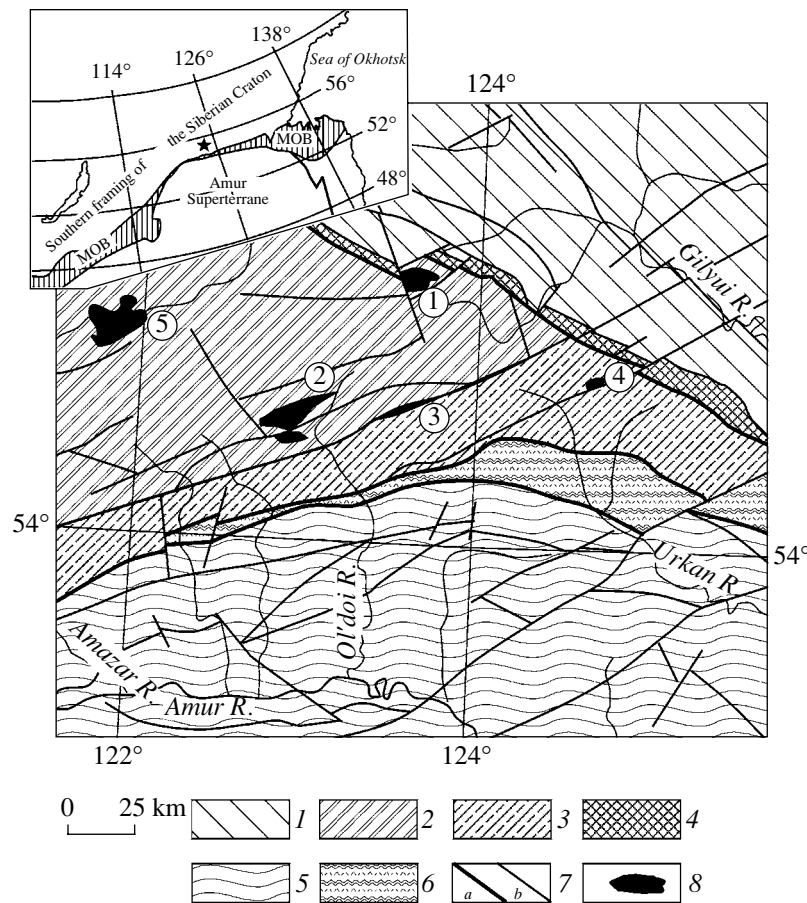 138°
126°
Sea of Okhotsk
114°
56°
124°
the Siberian Craton
52°
MOB
Southern framing of
Amur
Superterrane
48°
MOB
Gilyui R.
1
5
2
4
3
54°
Urkan R.
54°
Ol'doi R.
Amazar R.
Amur R.
122°
124°
0 25 km
1
2
3
4
5
6
a b 7
8